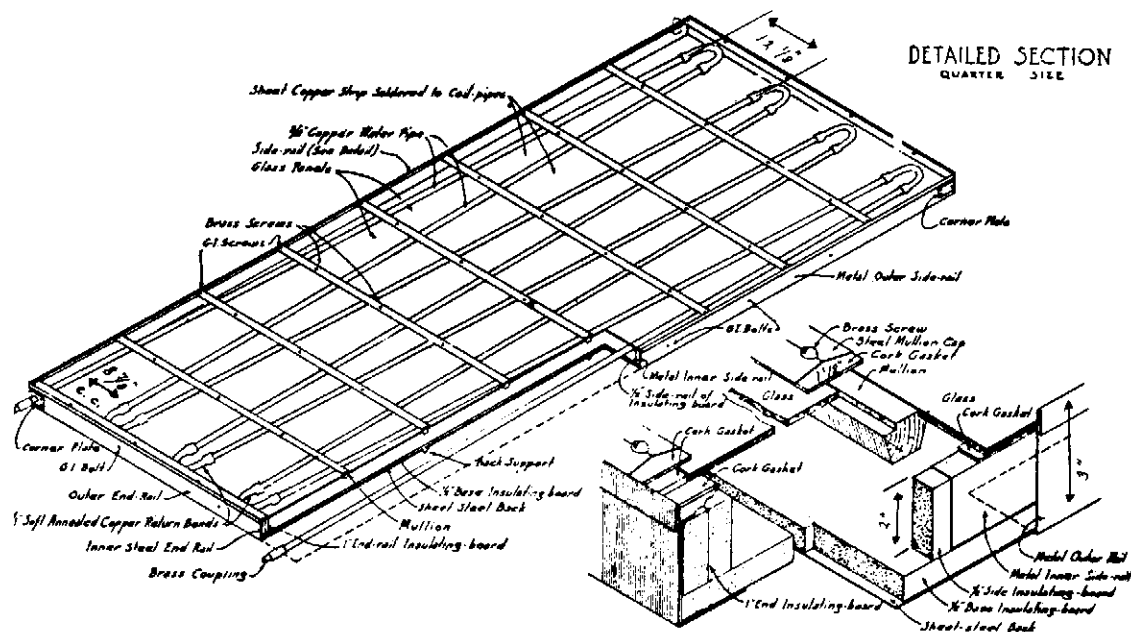 DETAILED SECTION
QUARTER SIZE
Sheet Copper Strip Soldered to Coil-pipes
Copper Water Pipe
Side-rail (See Detail)
Glass Panels
Brass Screws
G.I. Screws
C.C.
Corner Plate
G.I. Bolt
Outer End-Rail
Soft Annealed Copper Return Bends
Inner Steel End Rail
Brass Coupling
1" End-rail Insulating-board
Mullion
Sheet Steel Back
½" Base Insulating-board
Back Support
Corner Plate
Metal Outer Side-rail
G.I. Bolts
Metal Inner Side-rail
½" Side-rail of
Insulating board
Brass Screw
Steel Mullion Cap
Cork Gasket
Mullion
Glass
Glass
Cork Gasket
Cork Gasket
Cork Gasket
3"
2"
Metal Outer Rail
Metal Inner Side-rail
½" Side Insulating-board
½" Base Insulating-board
Sheet-steel Back
1" End Insulating-board